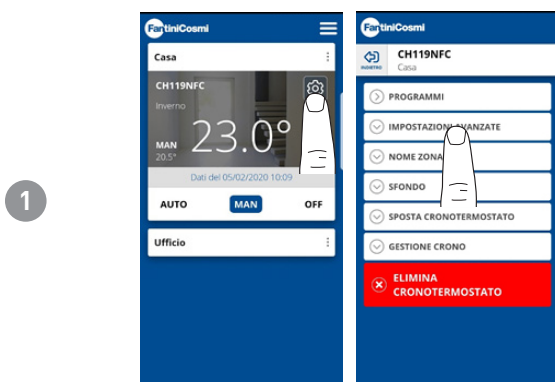 1
FantiniCosmi
Casa
CH119NFC
Inverno
23.0°
MAN
20.5°
Dati del 05/02/2020 10:09
AUTO MAN OFF
Ufficio
FantiniCosmi
INDIETRO
CH119NFC
Casa
PROGRAMMI
IMPOSTAZIONI AVANZATE
NOME ZONA
SFONDO
SPOSTA CRONOTERMOSTATO
GESTIONE CRONO
ELIMINA
CRONOTERMOSTATO